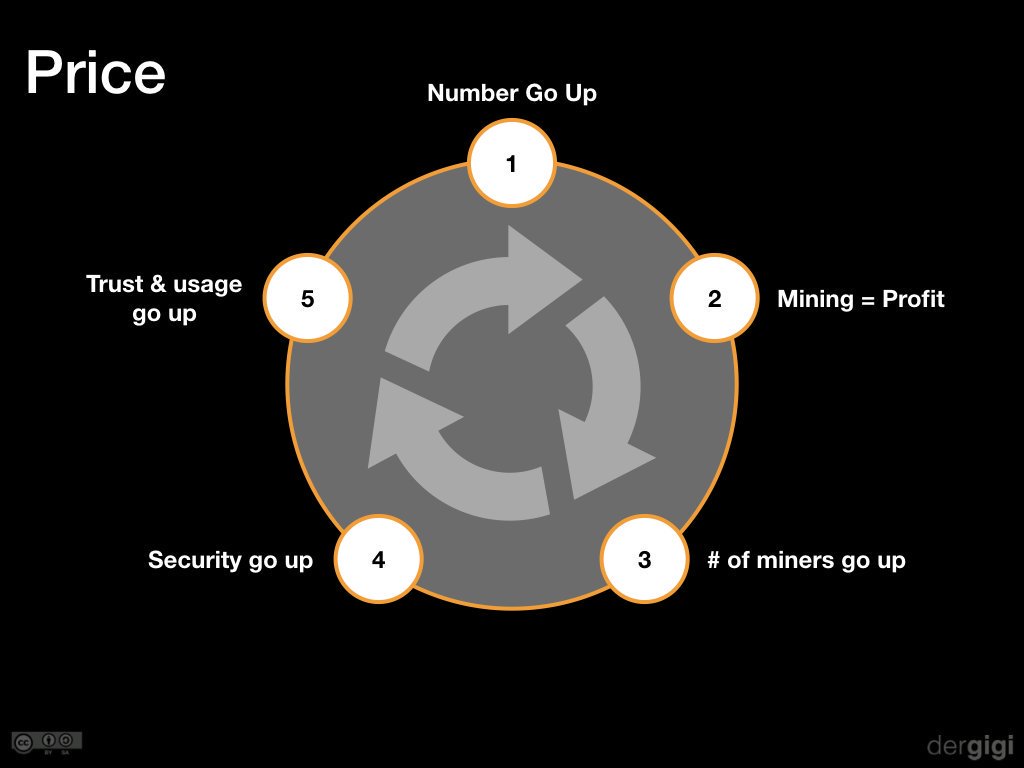 Price
Number Go Up
1
2
Mining = Profit
3
# of miners go up
4
Security go up
5
Trust & usage
go up
cc
BY SA
dergigi